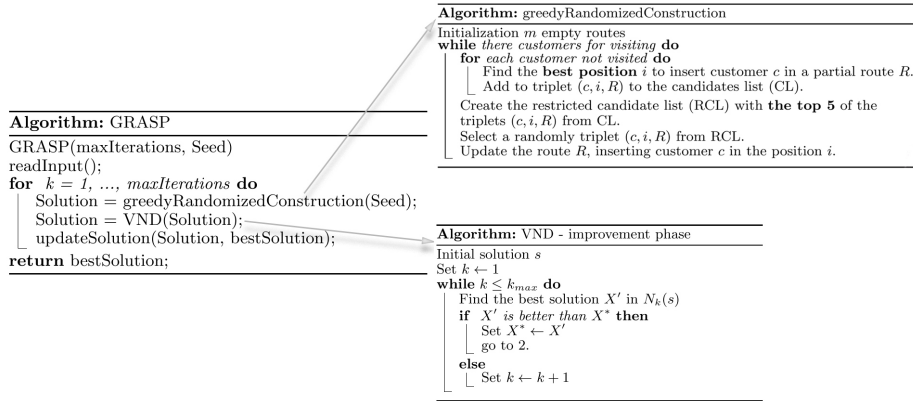 Algorithm: GRASP
GRASP(maxIterations, Seed)
readInput();
for k = 1, ..., maxIterations do
Solution = greedyRandomizedConstruction(Seed);
Solution = VND(Solution);
updateSolution(Solution, bestSolution);
return bestSolution;
Algorithm: greedyRandomizedConstruction
Initialization m empty routes
while there customers for visiting do
for each customer not visited do
Find the best position i to insert customer c in a partial route R.
Add to triplet (c, i, R) to the candidates list (CL).
Create the restricted candidate list (RCL) with the top 5 of the
triplets (c, i, R) from CL.
Select a randomly triplet (c, i, R) from RCL.
Update the route R, inserting customer c in the position i.
Algorithm: VND - improvement phase
Initial solution s
Set k ← 1
while k ≤ k_max do
Find the best solution X′ in N_k(s)
if X′ is better than X* then
Set X* ← X′
go to 2.
else
Set k ← k + 1